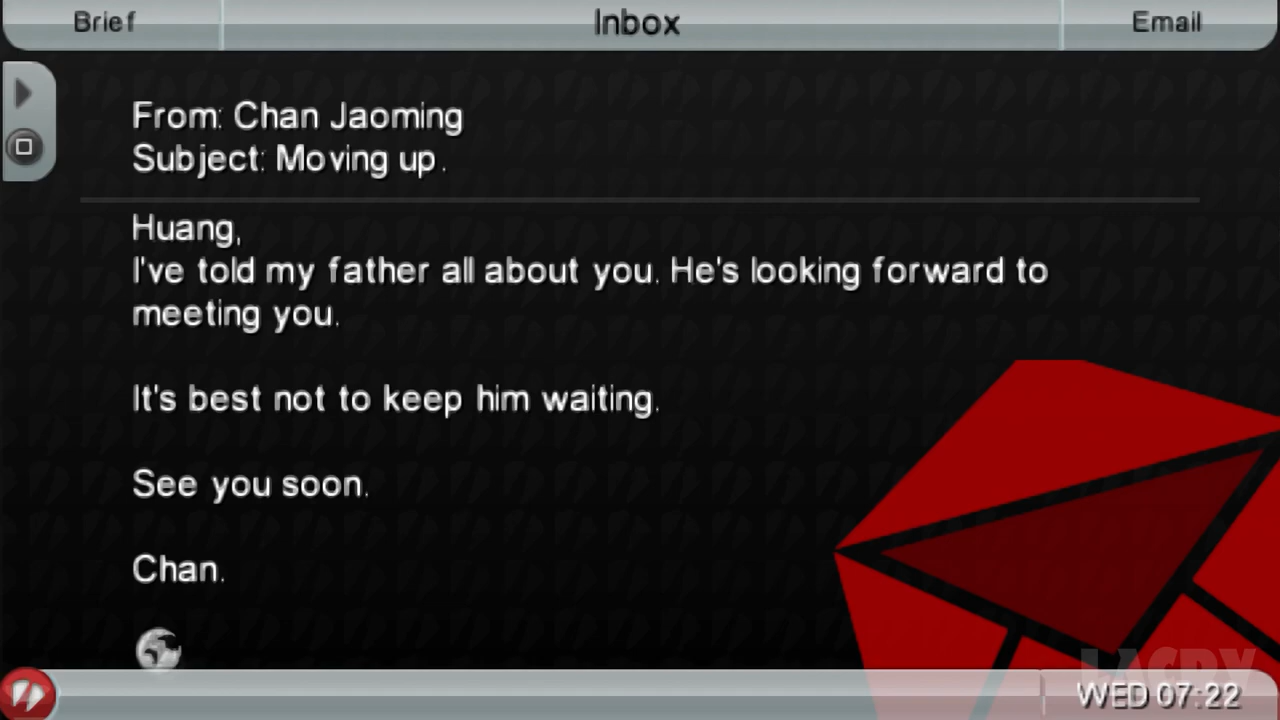 Brief
Inbox
Email
From: Chan Jaoming
Subject: Moving up.
Huang,
I've told my father all about you. He's looking forward to
meeting you.
It's best not to keep him waiting.
See you soon.
Chan.
WED 07:22